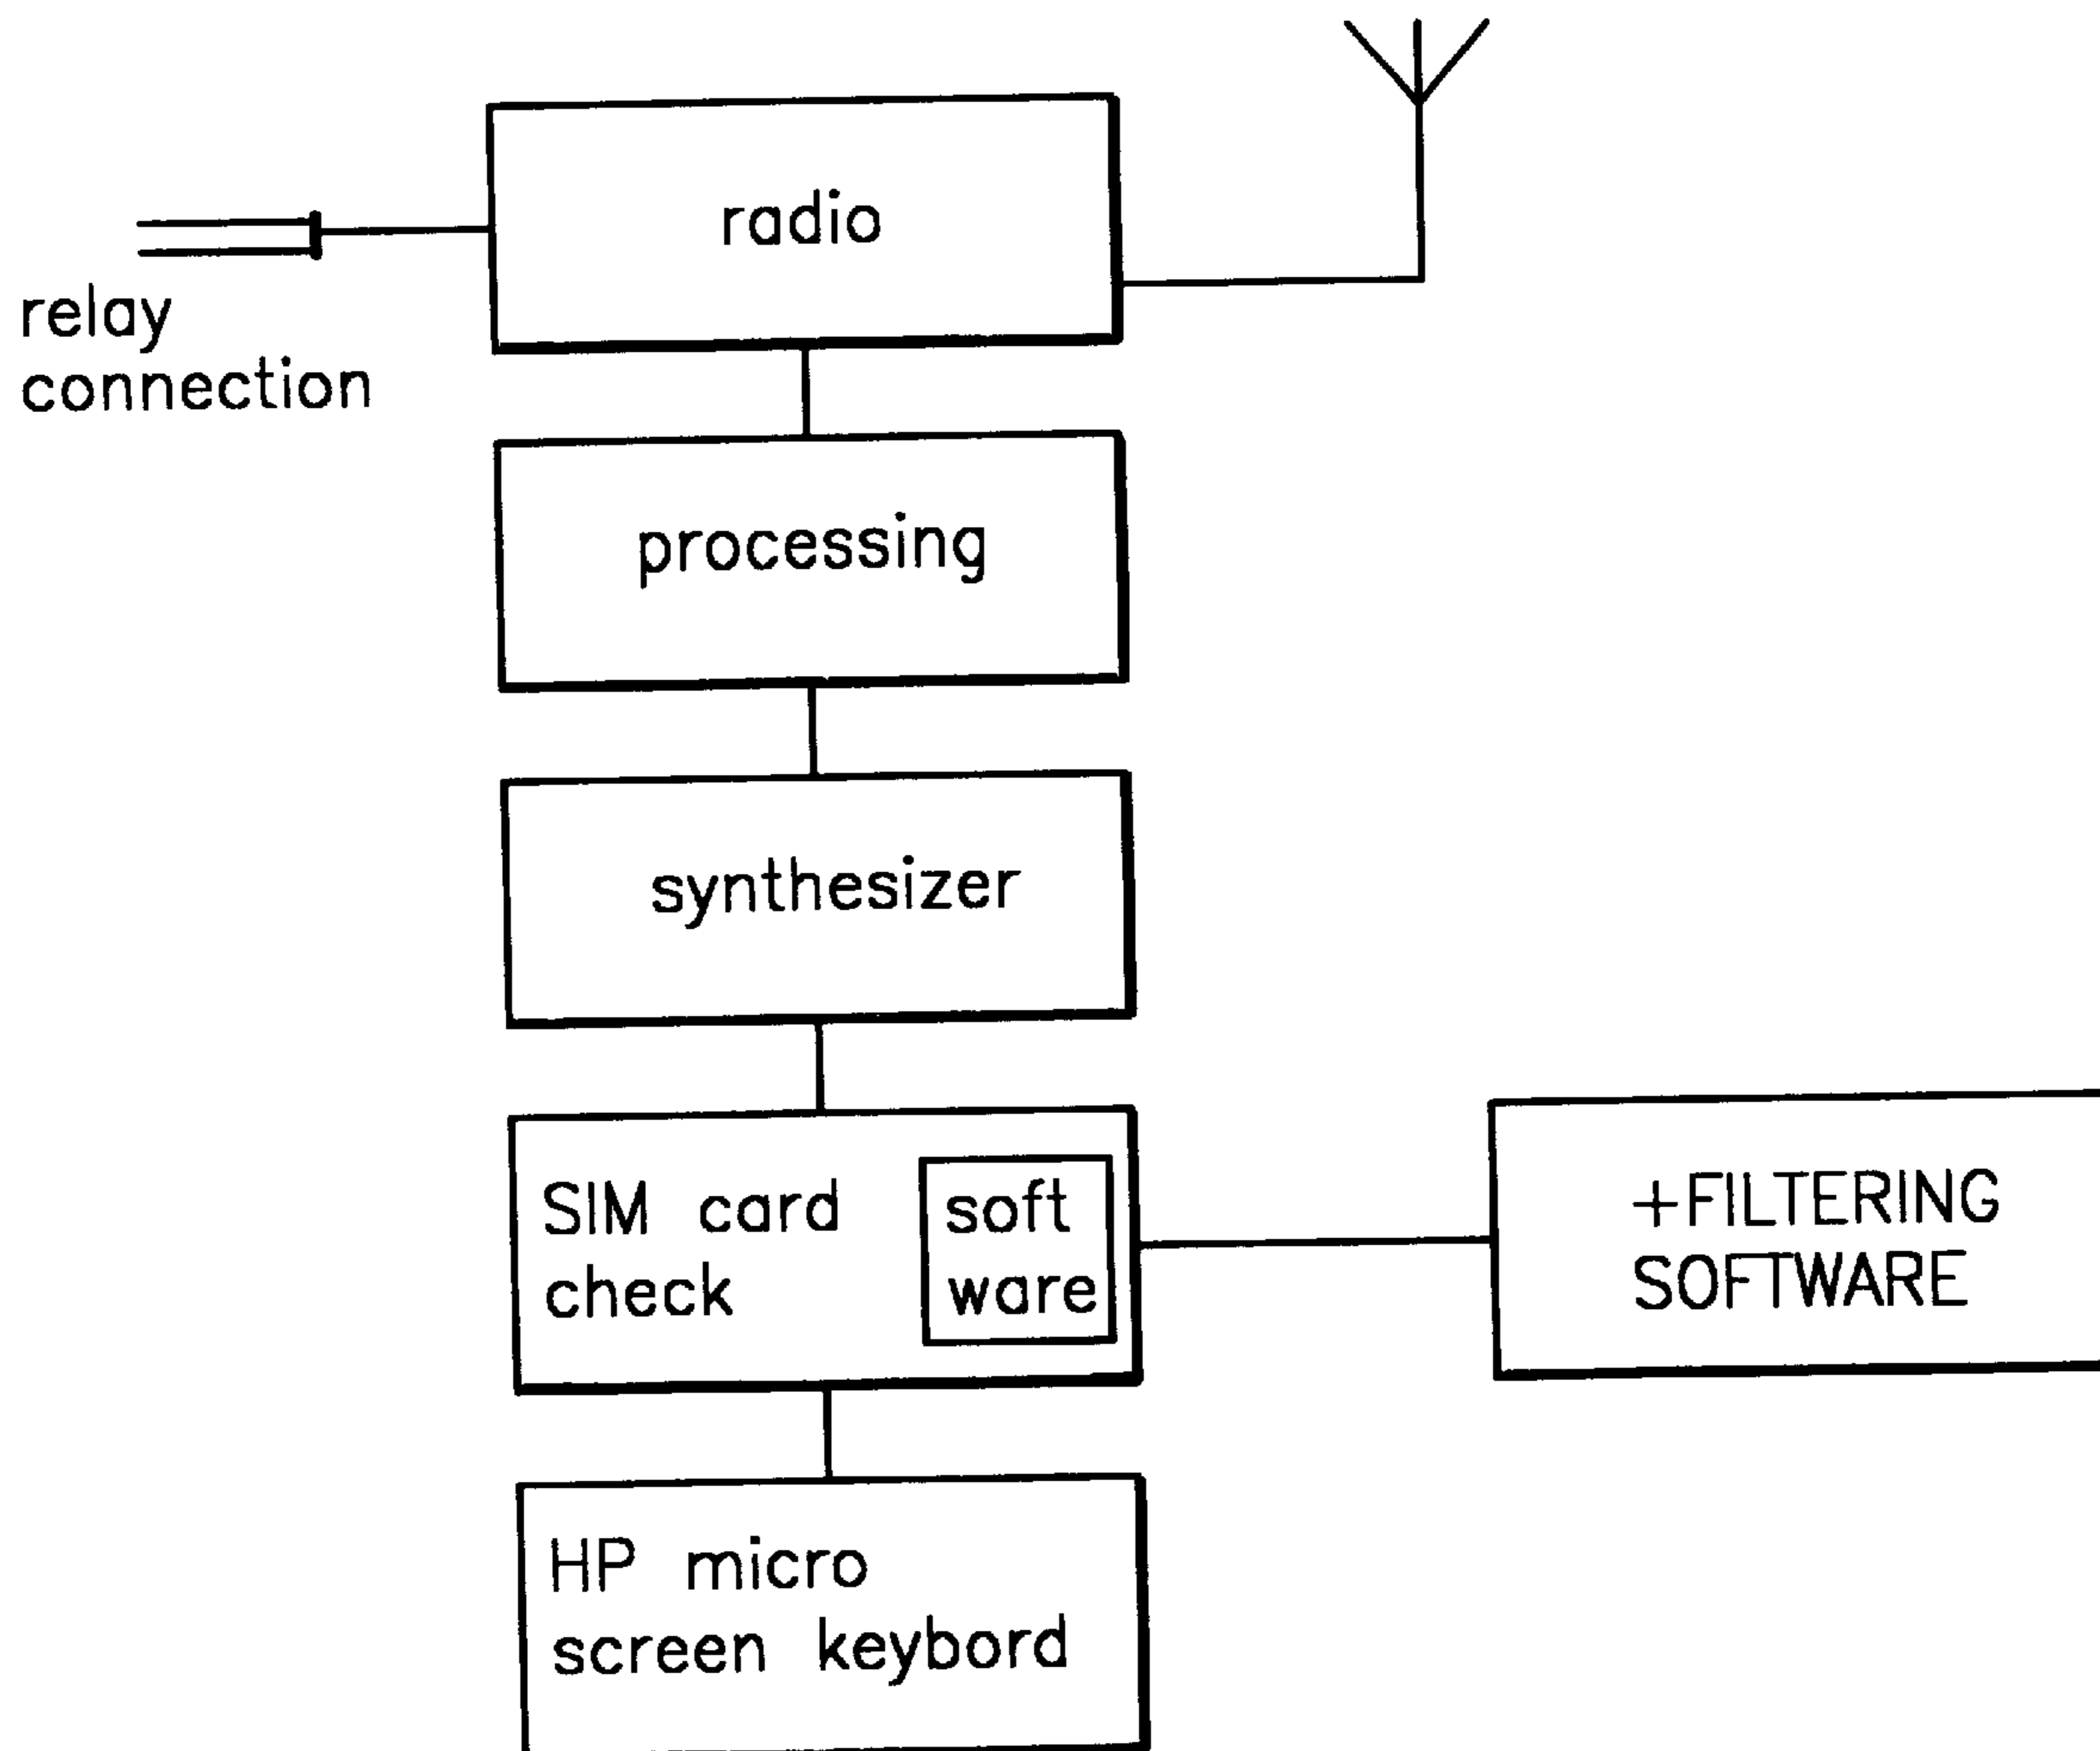 radio
relay
connection
processing
synthesizer
SIM card
check
soft
ware
+FILTERING
SOFTWARE
HP micro
screen keybord